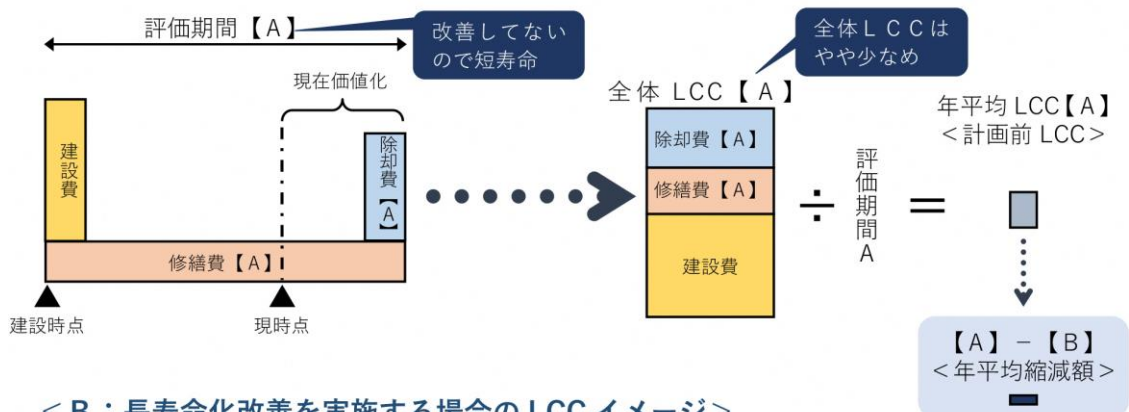 評価期間【A】
改善してない
ので短寿命
現在価値化
建設費
除却費【A】
修繕費【A】
建設時点
現時点
全体ＬＣＣは
やや少なめ
全体 LCC【A】
除却費【A】
修繕費【A】
建設費
÷
評価期間A
＝
年平均 LCC【A】
＜計画前 LCC＞
【A】－【B】
＜年平均縮減額＞
＜B：長寿命化改善を実施する場合の LCC イメージ＞